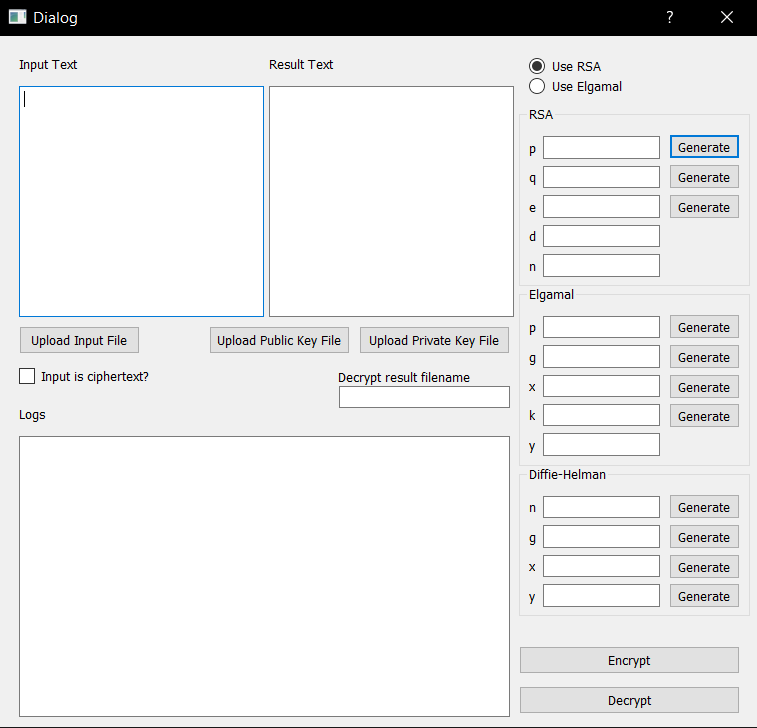 Dialog
?
Input Text
Result Text
Use RSA
Use Elgamal
RSA
p
Generate
q
Generate
e
Generate
d
n
Upload Input File
Upload Public Key File
Upload Private Key File
Input is ciphertext?
Decrypt result filename
Logs
Elgamal
p
Generate
g
Generate
x
Generate
k
Generate
y
Diffie-Helman
n
Generate
g
Generate
x
Generate
y
Generate
Encrypt
Decrypt